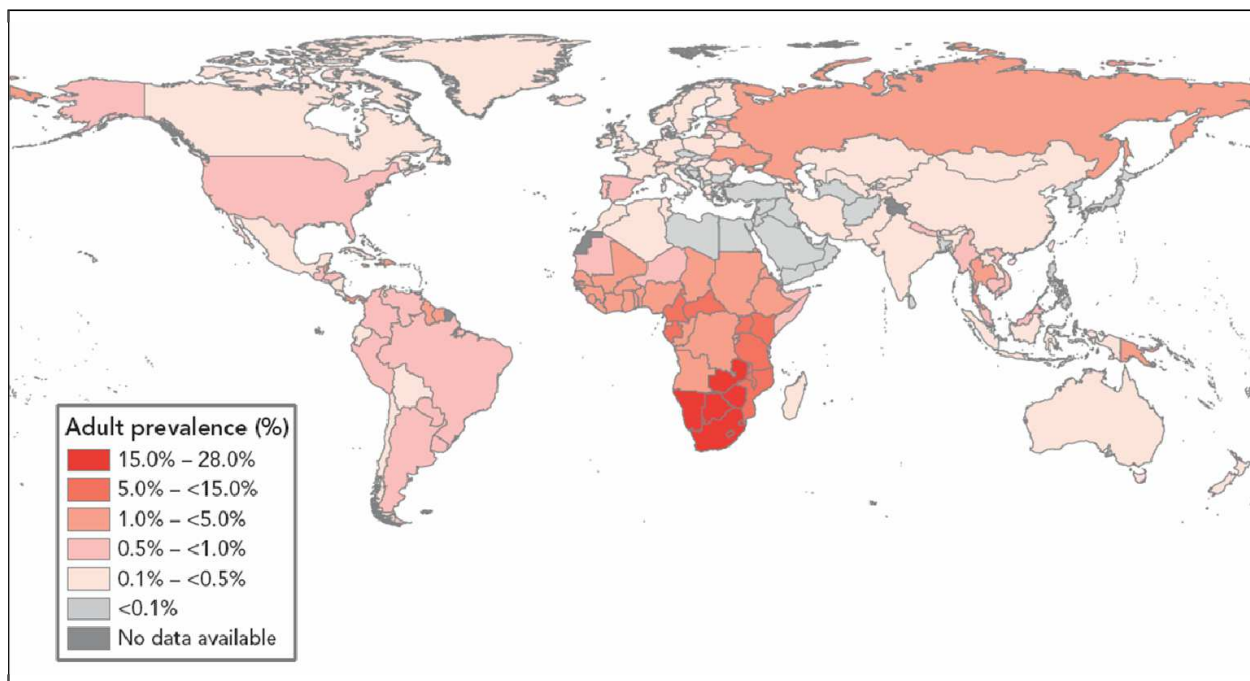 Adult prevalence (%)
15.0% – 28.0%
5.0% – <15.0%
1.0% – <5.0%
0.5% – <1.0%
0.1% – <0.5%
<0.1%
No data available